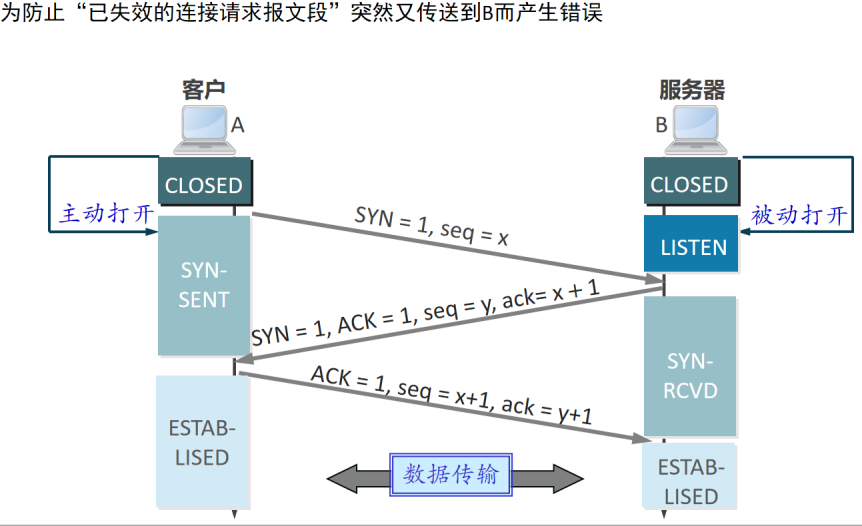 为防止“已失效的连接请求报文段”突然又传送到B而产生错误
客户
服务器
A
B
CLOSED
CLOSED
主动打开
被动打开
SYN = 1, seq = x
LISTEN
SYN-
SENT
SYN = 1, ACK = 1, seq = y, ack= x + 1
SYN-
RCVD
ACK = 1, seq = x+1, ack = y+1
ESTAB-
LISED
数据传输
ESTAB-
LISED